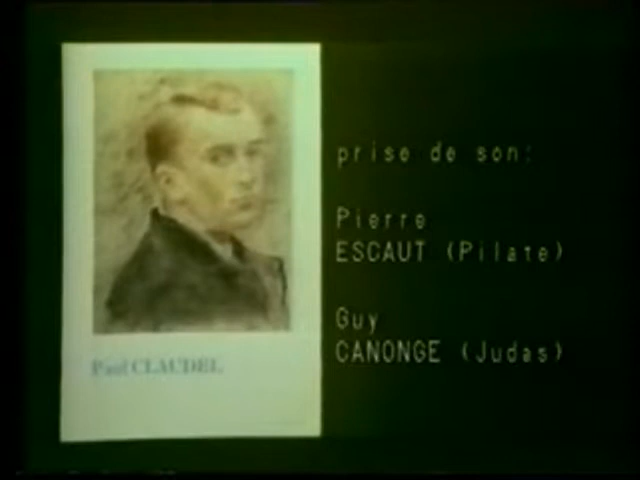 Paul CLAUDEL
prise de son:
Pierre
ESCAUT (Pilate)
Guy
CANONGE (Judas)